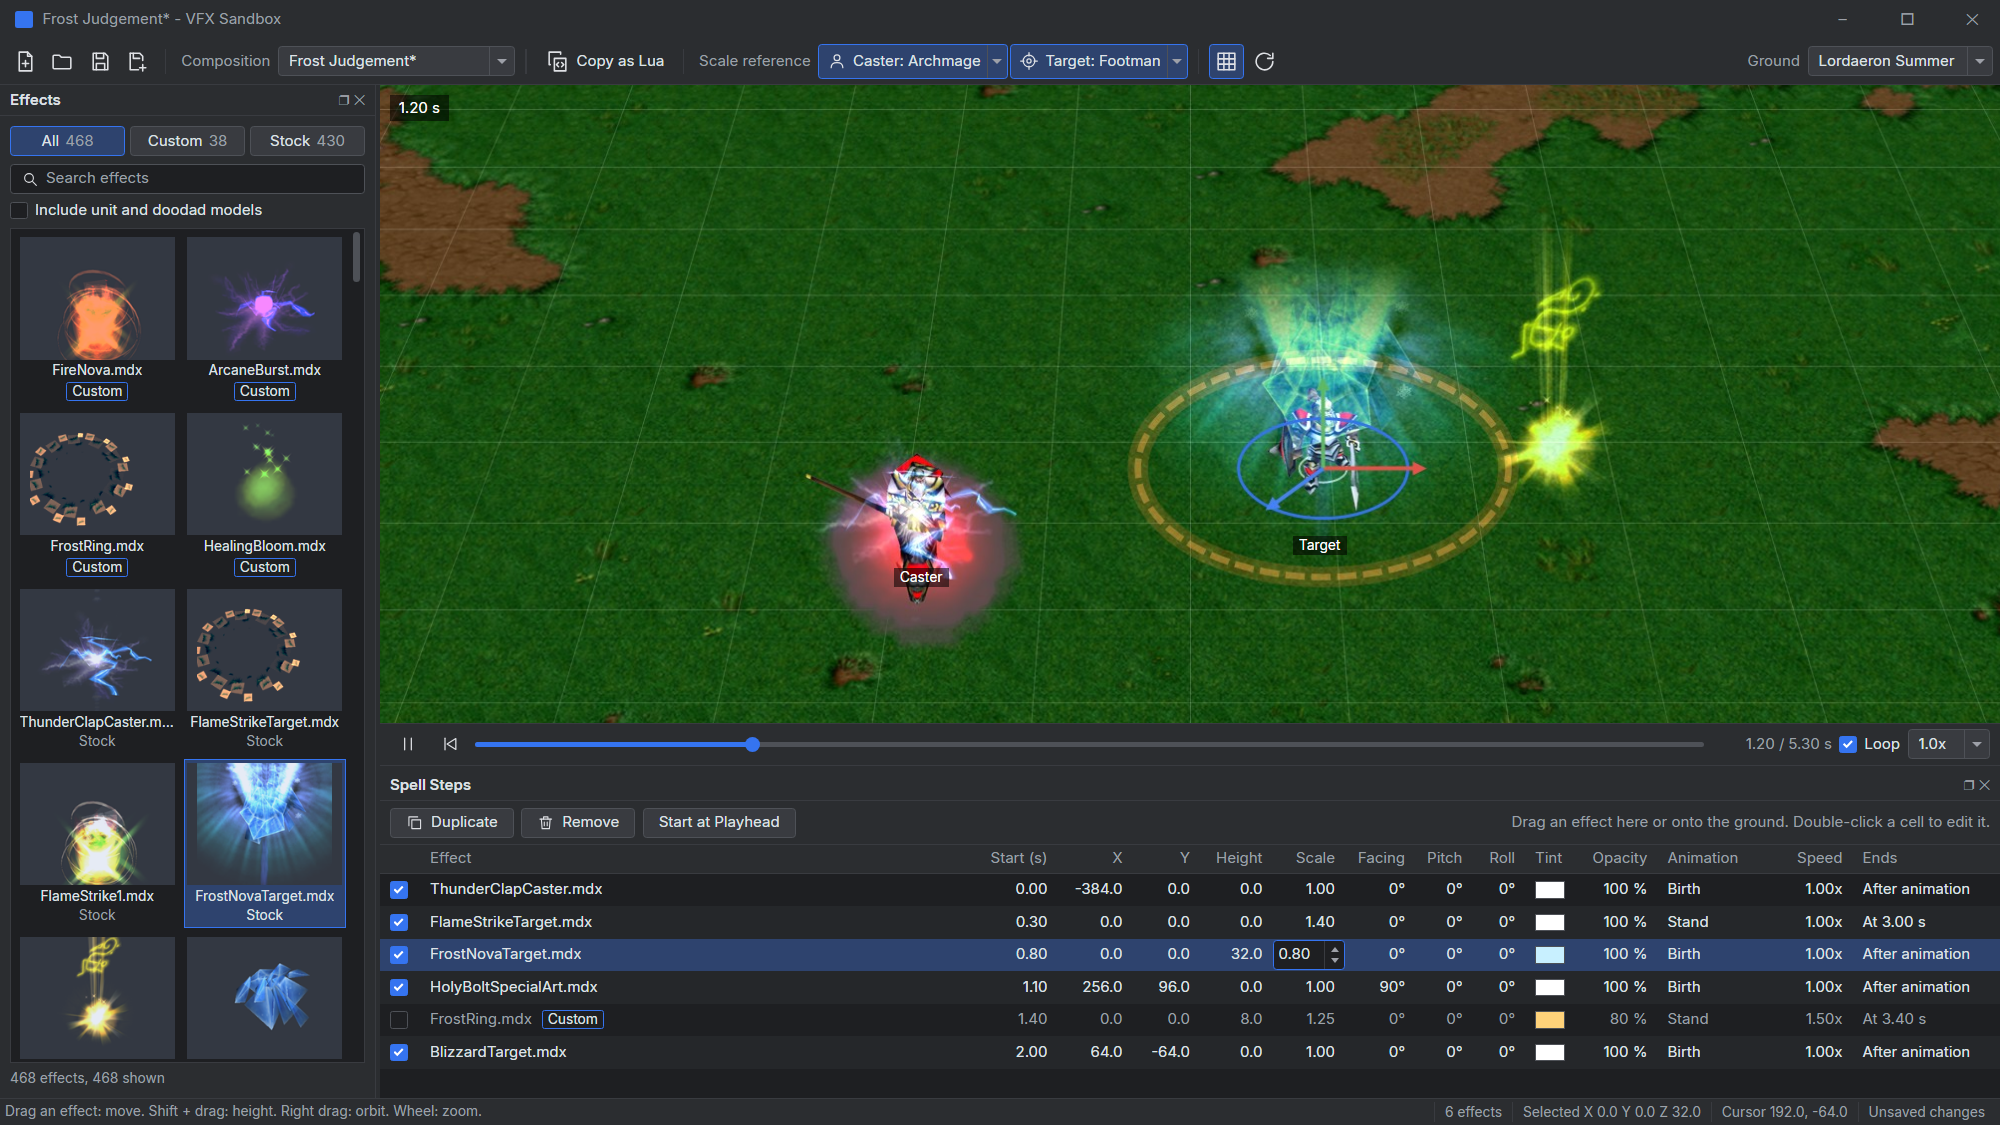 Frost Judgement* - VFX Sandbox
Composition Frost Judgement* Copy as Lua Scale reference Caster: Archmage Target: Footman Ground Lordaeron Summer
Effects
All 468 Custom 38 Stock 430
Search effects
Include unit and doodad models
FireNova.mdx ArcaneBurst.mdx
Custom Custom
FrostRing.mdx HealingBloom.mdx
Custom Custom
ThunderClapCaster.m... FlameStrikeTarget.mdx
Stock Stock
FlameStrike1.mdx FrostNovaTarget.mdx
Stock Stock
468 effects, 468 shown
1.20 s
Caster
Target
1.20 / 5.30 s Loop 1.0x
Spell Steps
Duplicate Remove Start at Playhead Drag an effect here or onto the ground. Double-click a cell to edit it.
Effect Start (s) X Y Height Scale Facing Pitch Roll Tint Opacity Animation Speed Ends
ThunderClapCaster.mdx 0.00 -384.0 0.0 0.0 1.00 0° 0° 0° 100 % Birth 1.00x After animation
FlameStrikeTarget.mdx 0.30 0.0 0.0 0.0 1.40 0° 0° 0° 100 % Stand 1.00x At 3.00 s
FrostNovaTarget.mdx 0.80 0.0 0.0 32.0 0.80 0° 0° 0° 100 % Birth 1.00x After animation
HolyBoltSpecialArt.mdx 1.10 256.0 96.0 0.0 1.00 90° 0° 0° 100 % Birth 1.00x After animation
FrostRing.mdx Custom 1.40 0.0 0.0 8.0 1.25 0° 0° 0° 80 % Stand 1.50x At 3.40 s
BlizzardTarget.mdx 2.00 64.0 -64.0 0.0 1.00 0° 0° 0° 100 % Birth 1.00x After animation
Drag an effect: move. Shift + drag: height. Right drag: orbit. Wheel: zoom. 6 effects Selected X 0.0 Y 0.0 Z 32.0 Cursor 192.0, -64.0 Unsaved changes